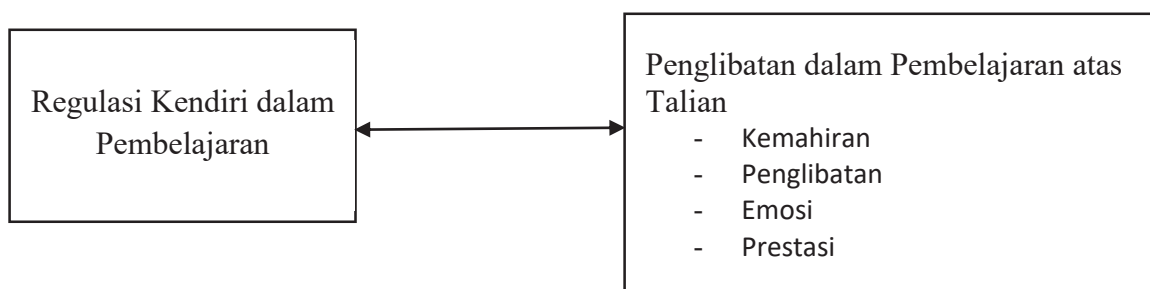 Regulasi Kendiri dalam
Pembelajaran
Penglibatan dalam Pembelajaran atas
Talian
- Kemahiran
- Penglibatan
- Emosi
- Prestasi